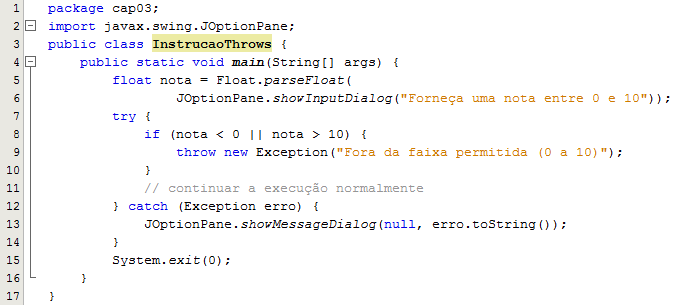 1 package cap03;
2 import javax.swing.JOptionPane;
3 public class InstrucaoThrows {
4     public static void main(String[] args) {
5         float nota = Float.parseFloat(
6                 JOptionPane.showInputDialog("Forneça uma nota entre 0 e 10"));
7         try {
8             if (nota < 0 || nota > 10) {
9                 throw new Exception("Fora da faixa permitida (0 a 10)");
10             }
11             // continuar a execução normalmente
12         } catch (Exception erro) {
13             JOptionPane.showMessageDialog(null, erro.toString());
14         }
15         System.exit(0);
16     }
17 }